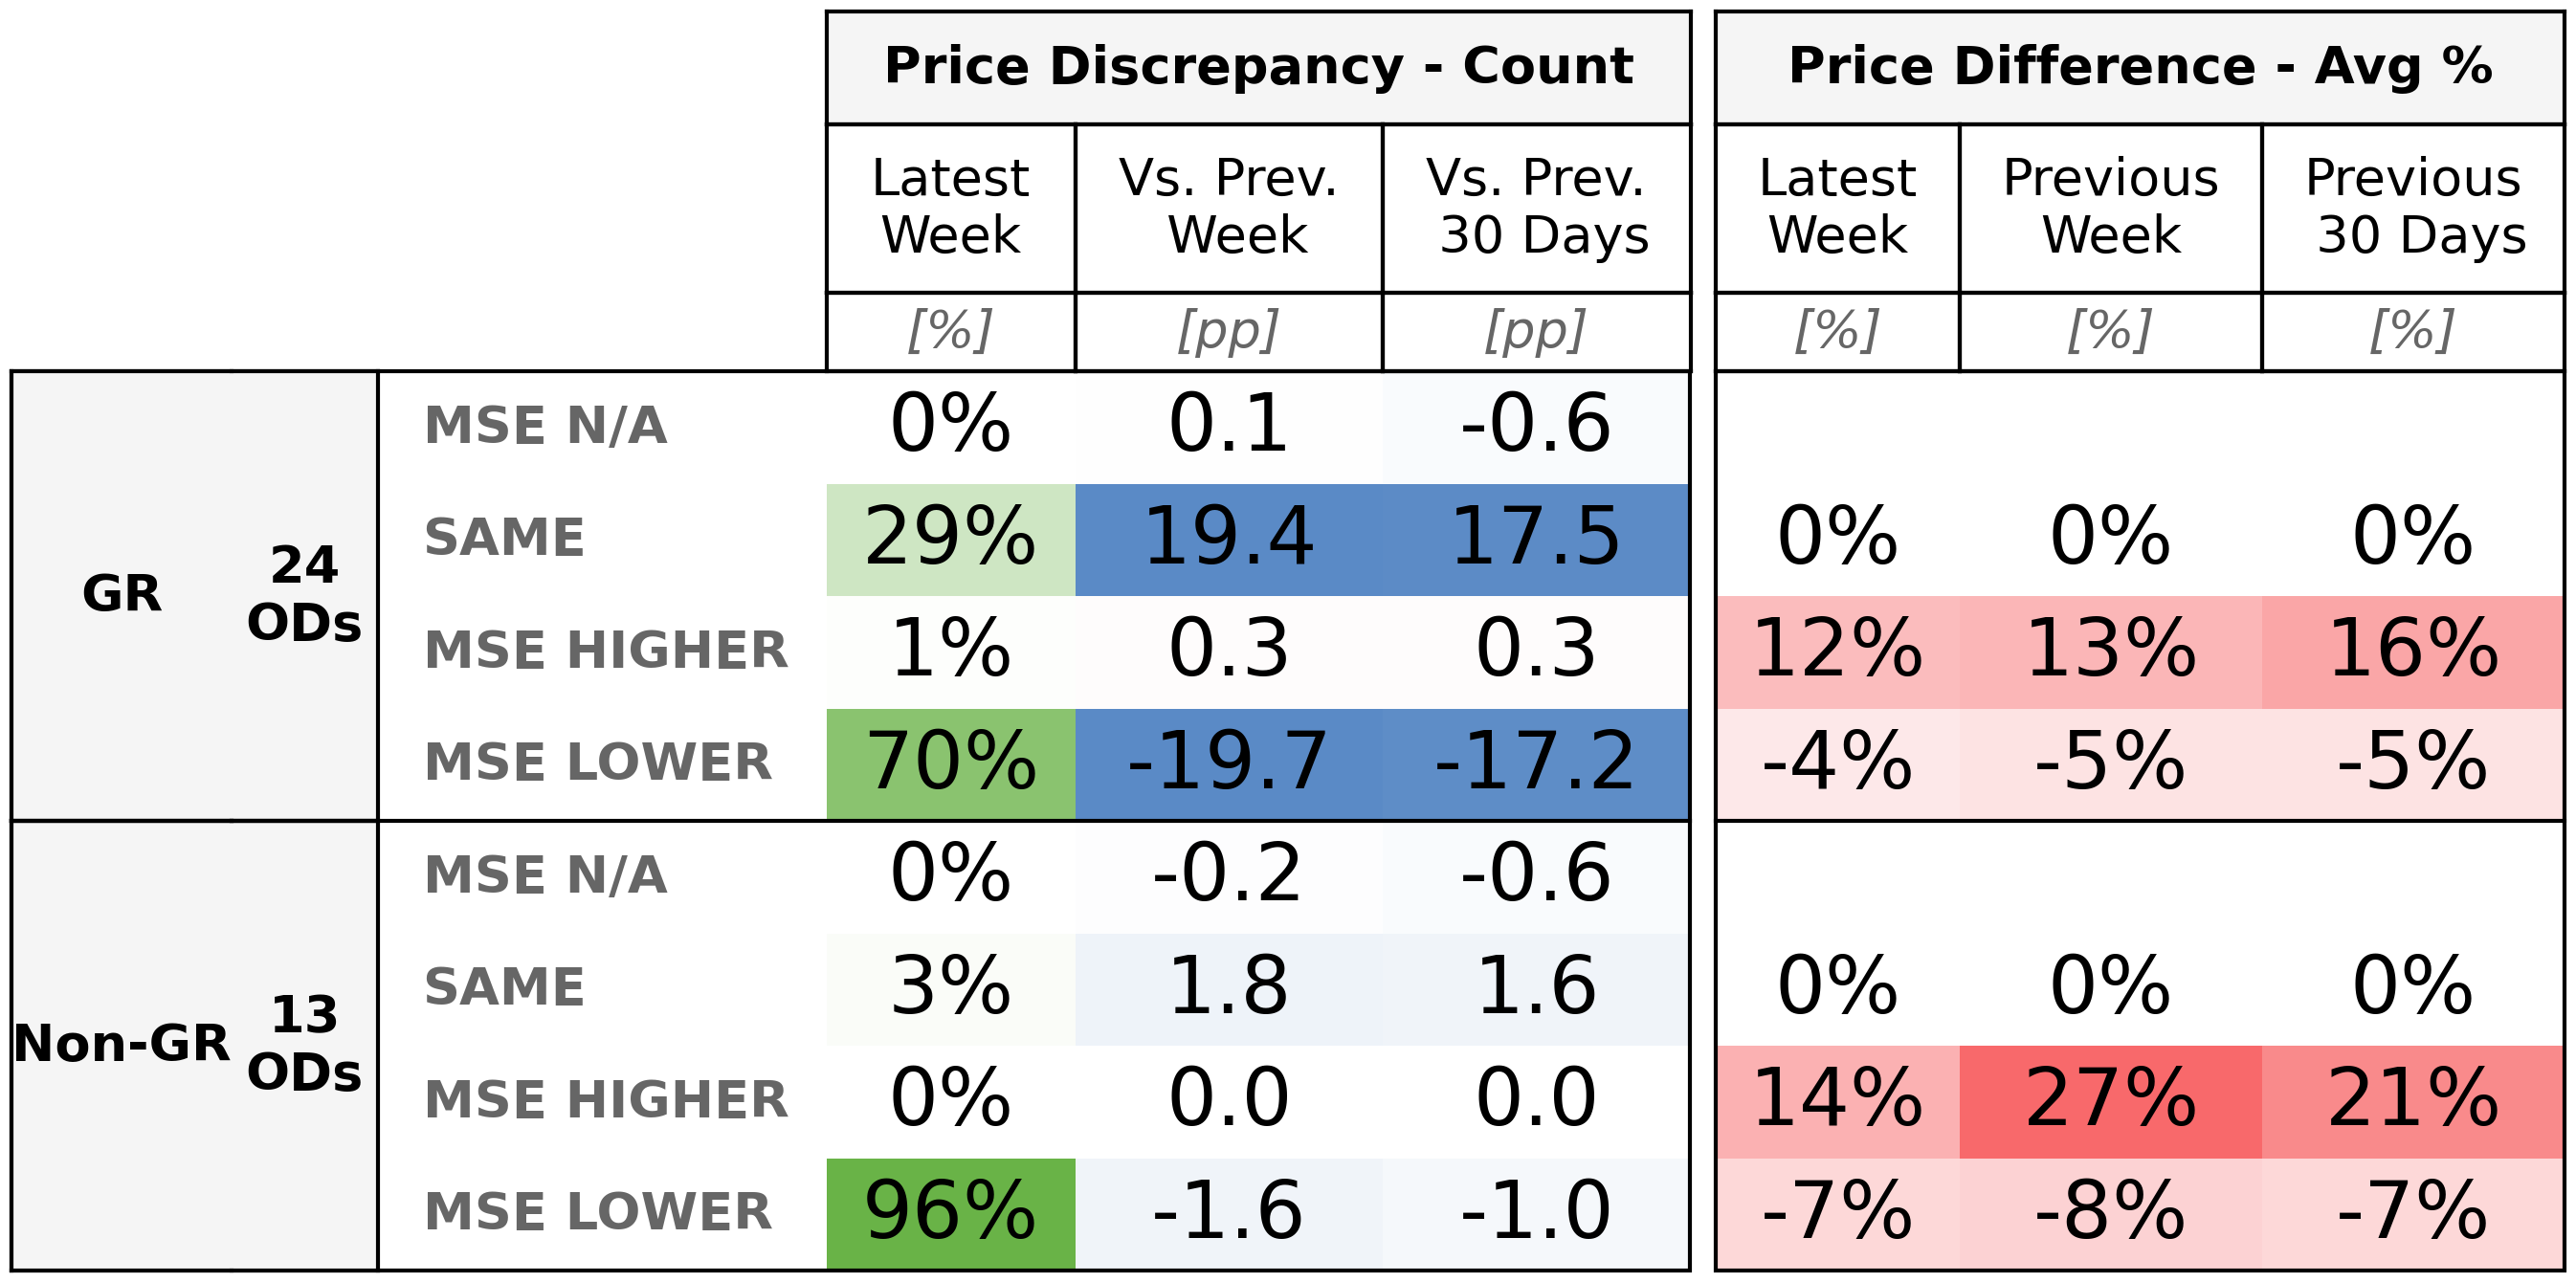 Price Discrepancy - Count Price Difference - Avg %
Latest Week Vs. Prev. Week Vs. Prev. 30 Days Latest Week Previous Week Previous 30 Days
[%] [pp] [pp] [%] [%] [%]
GR 24 ODs
MSE N/A 0% 0.1 -0.6
SAME 29% 19.4 17.5 0% 0% 0%
MSE HIGHER 1% 0.3 0.3 12% 13% 16%
MSE LOWER 70% -19.7 -17.2 -4% -5% -5%
Non-GR 13 ODs
MSE N/A 0% -0.2 -0.6
SAME 3% 1.8 1.6 0% 0% 0%
MSE HIGHER 0% 0.0 0.0 14% 27% 21%
MSE LOWER 96% -1.6 -1.0 -7% -8% -7%